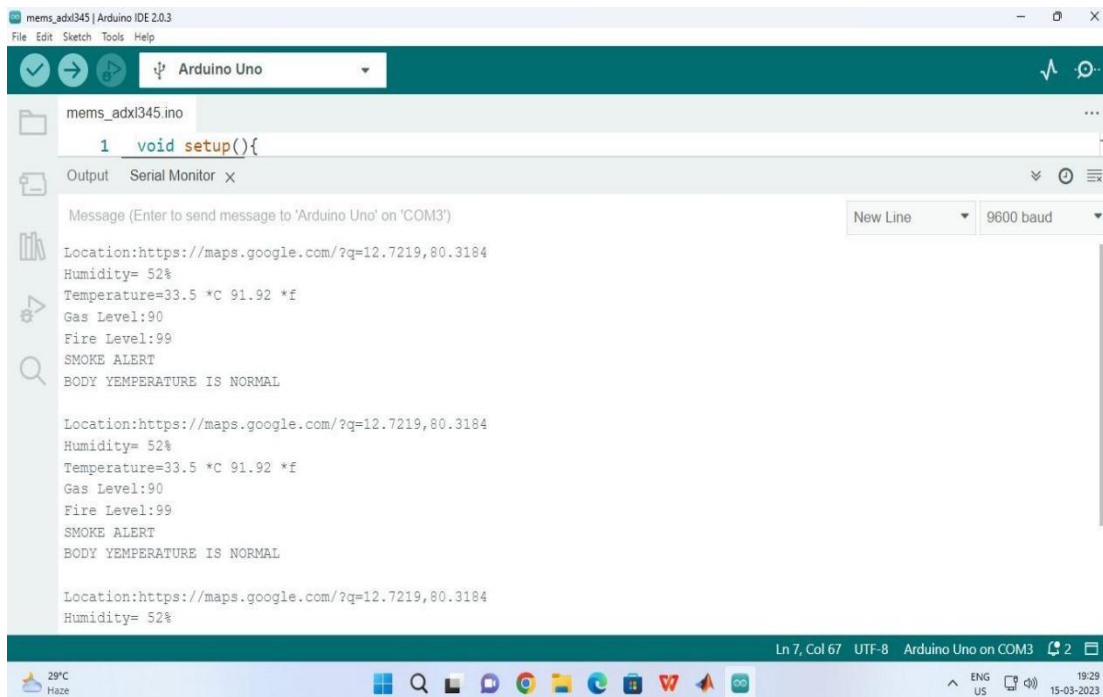 mems_adxl345 | Arduino IDE 2.0.3
File Edit Sketch Tools Help
Arduino Uno
mems_adxl345.ino
1 void setup(){
Output Serial Monitor
Message (Enter to send message to 'Arduino Uno' on 'COM3')
New Line 9600 baud
Location:https://maps.google.com/?q=12.7219,80.3184
Humidity= 52%
Temperature=33.5 *C 91.92 *f
Gas Level:90
Fire Level:99
SMOKE ALERT
BODY YEMPERATURE IS NORMAL
Location:https://maps.google.com/?q=12.7219,80.3184
Humidity= 52%
Temperature=33.5 *C 91.92 *f
Gas Level:90
Fire Level:99
SMOKE ALERT
BODY YEMPERATURE IS NORMAL
Location:https://maps.google.com/?q=12.7219,80.3184
Humidity= 52%
Ln 7, Col 67 UTF-8 Arduino Uno on COM3 2
29°C
Haze
ENG
US
19:29
15-03-2023